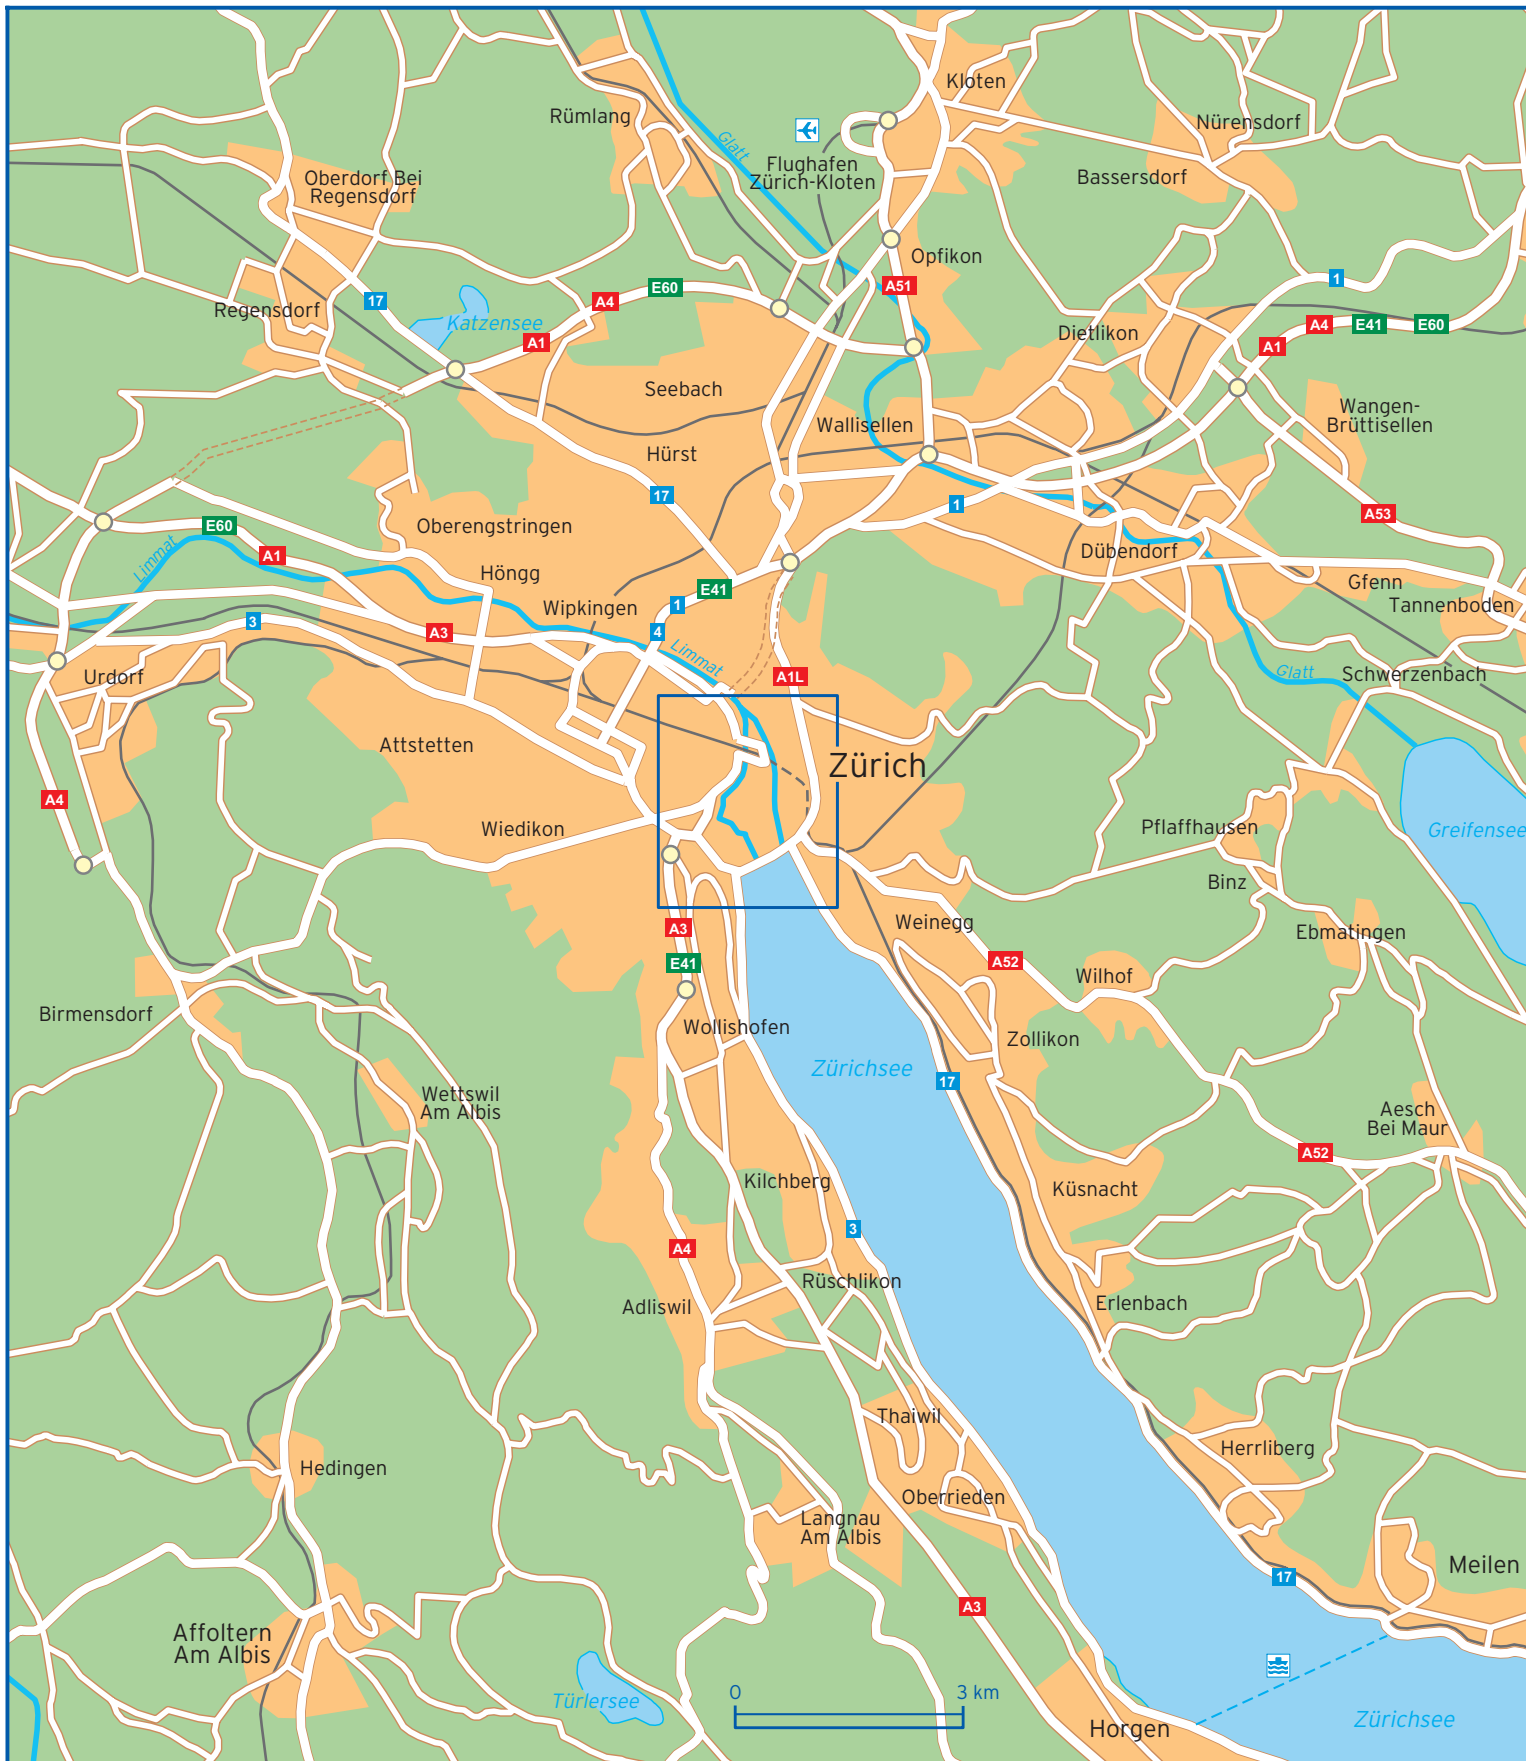 Kloten
Rümlang
Nürensdorf
Glatt
Flughafen
Zürich-Kloten
Bassersdorf
Oberdorf Bei
Regensdorf
Opfikon
A51
1
E60
A4
17
Regensdorf
Katzensee
A1
Dietlikon
A4
E41
E60
A1
Seebach
Wangen-
Brüttisellen
Wallisellen
Hürst
17
1
A53
Oberengstringen
E60
A1
Limmat
Dübendorf
Höngg
Gfenn
Tannenboden
E41
Wipkingen
1
3
A3
4
Limmat
Urdorf
A1L
Glatt
Schwerzenbach
Attstetten
Zürich
A4
Wiedikon
Pflaffhausen
Greifensee
Binz
Weinegg
A3
Ebmatingen
A52
E41
Wilhof
Birmensdorf
Wollishofen
Zollikon
Zürichsee
17
Wettswil
Am Albis
Aesch
Bei Maur
A52
Kilchberg
Küsnacht
3
A4
Rüschlikon
Adliswil
Erlenbach
Thaiwil
Herrliberg
Hedingen
Oberrieden
Langnau
Am Albis
Meilen
17
A3
Affoltern
Am Albis
Türlersee
0
3 km
Horgen
Zürichsee